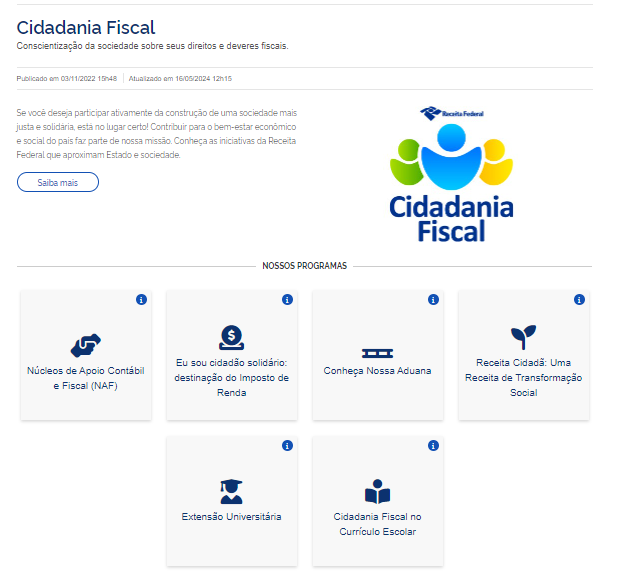 Cidadania Fiscal
Conscientização da sociedade sobre seus direitos e deveres fiscais.
Publicado em 03/11/2022 15h48 Atualizado em 16/05/2024 12h15
Se você deseja participar ativamente da construção de uma sociedade mais
justa e solidária, está no lugar certo! Contribuir para o bem-estar econômico
e social do país faz parte de nossa missão. Conheça as iniciativas da Receita
Federal que aproximam Estado e sociedade.
Saiba mais
Receita Federal
Cidadania
Fiscal
NOSSOS PROGRAMAS
Núcleos de Apoio Contábil
e Fiscal (NAF)
Eu sou cidadão solidário:
destinação do Imposto de
Renda
Conheça Nossa Aduana
Receita Cidadã: Uma
Receita de Transformação
Social
Extensão Universitária
Cidadania Fiscal no
Currículo Escolar